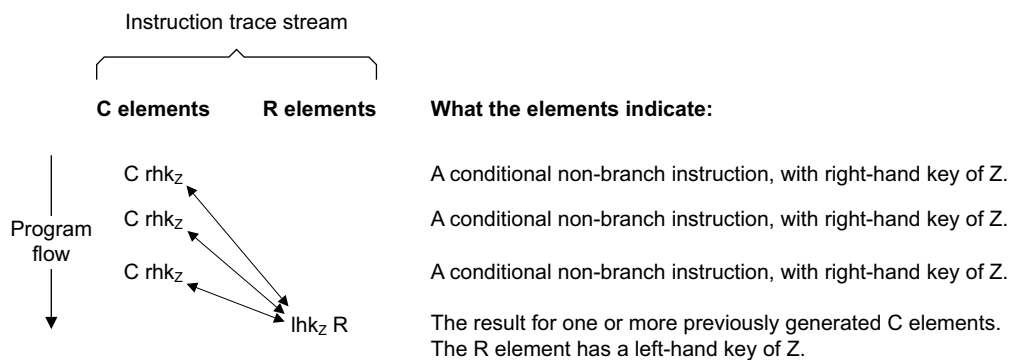 Instruction trace stream
C elements R elements What the elements indicate:
C rhkZ A conditional non-branch instruction, with right-hand key of Z.
C rhkZ A conditional non-branch instruction, with right-hand key of Z.
Program
flow
C rhkZ A conditional non-branch instruction, with right-hand key of Z.
lhkZ R The result for one or more previously generated C elements.
The R element has a left-hand key of Z.